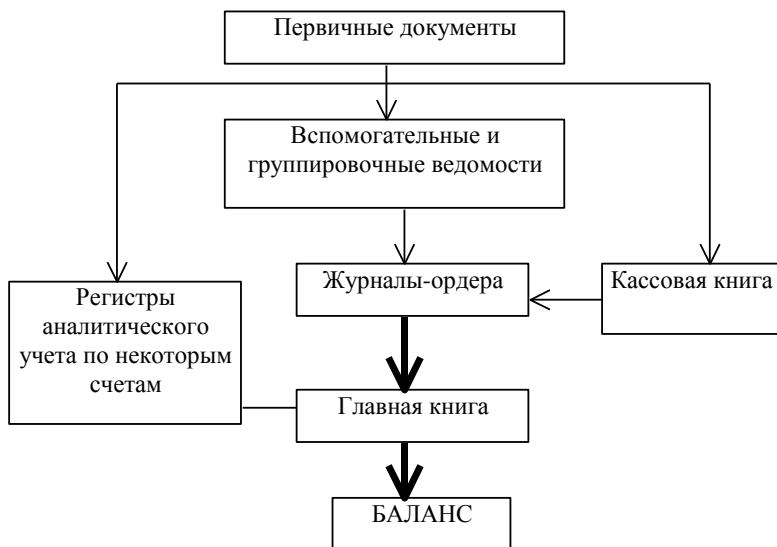 Первичные документы
Вспомогательные и
группировочные ведомости
Журналы-ордера
Кассовая книга
Регистры
аналитического
учета по некоторым
счетам
Главная книга
БАЛАНС